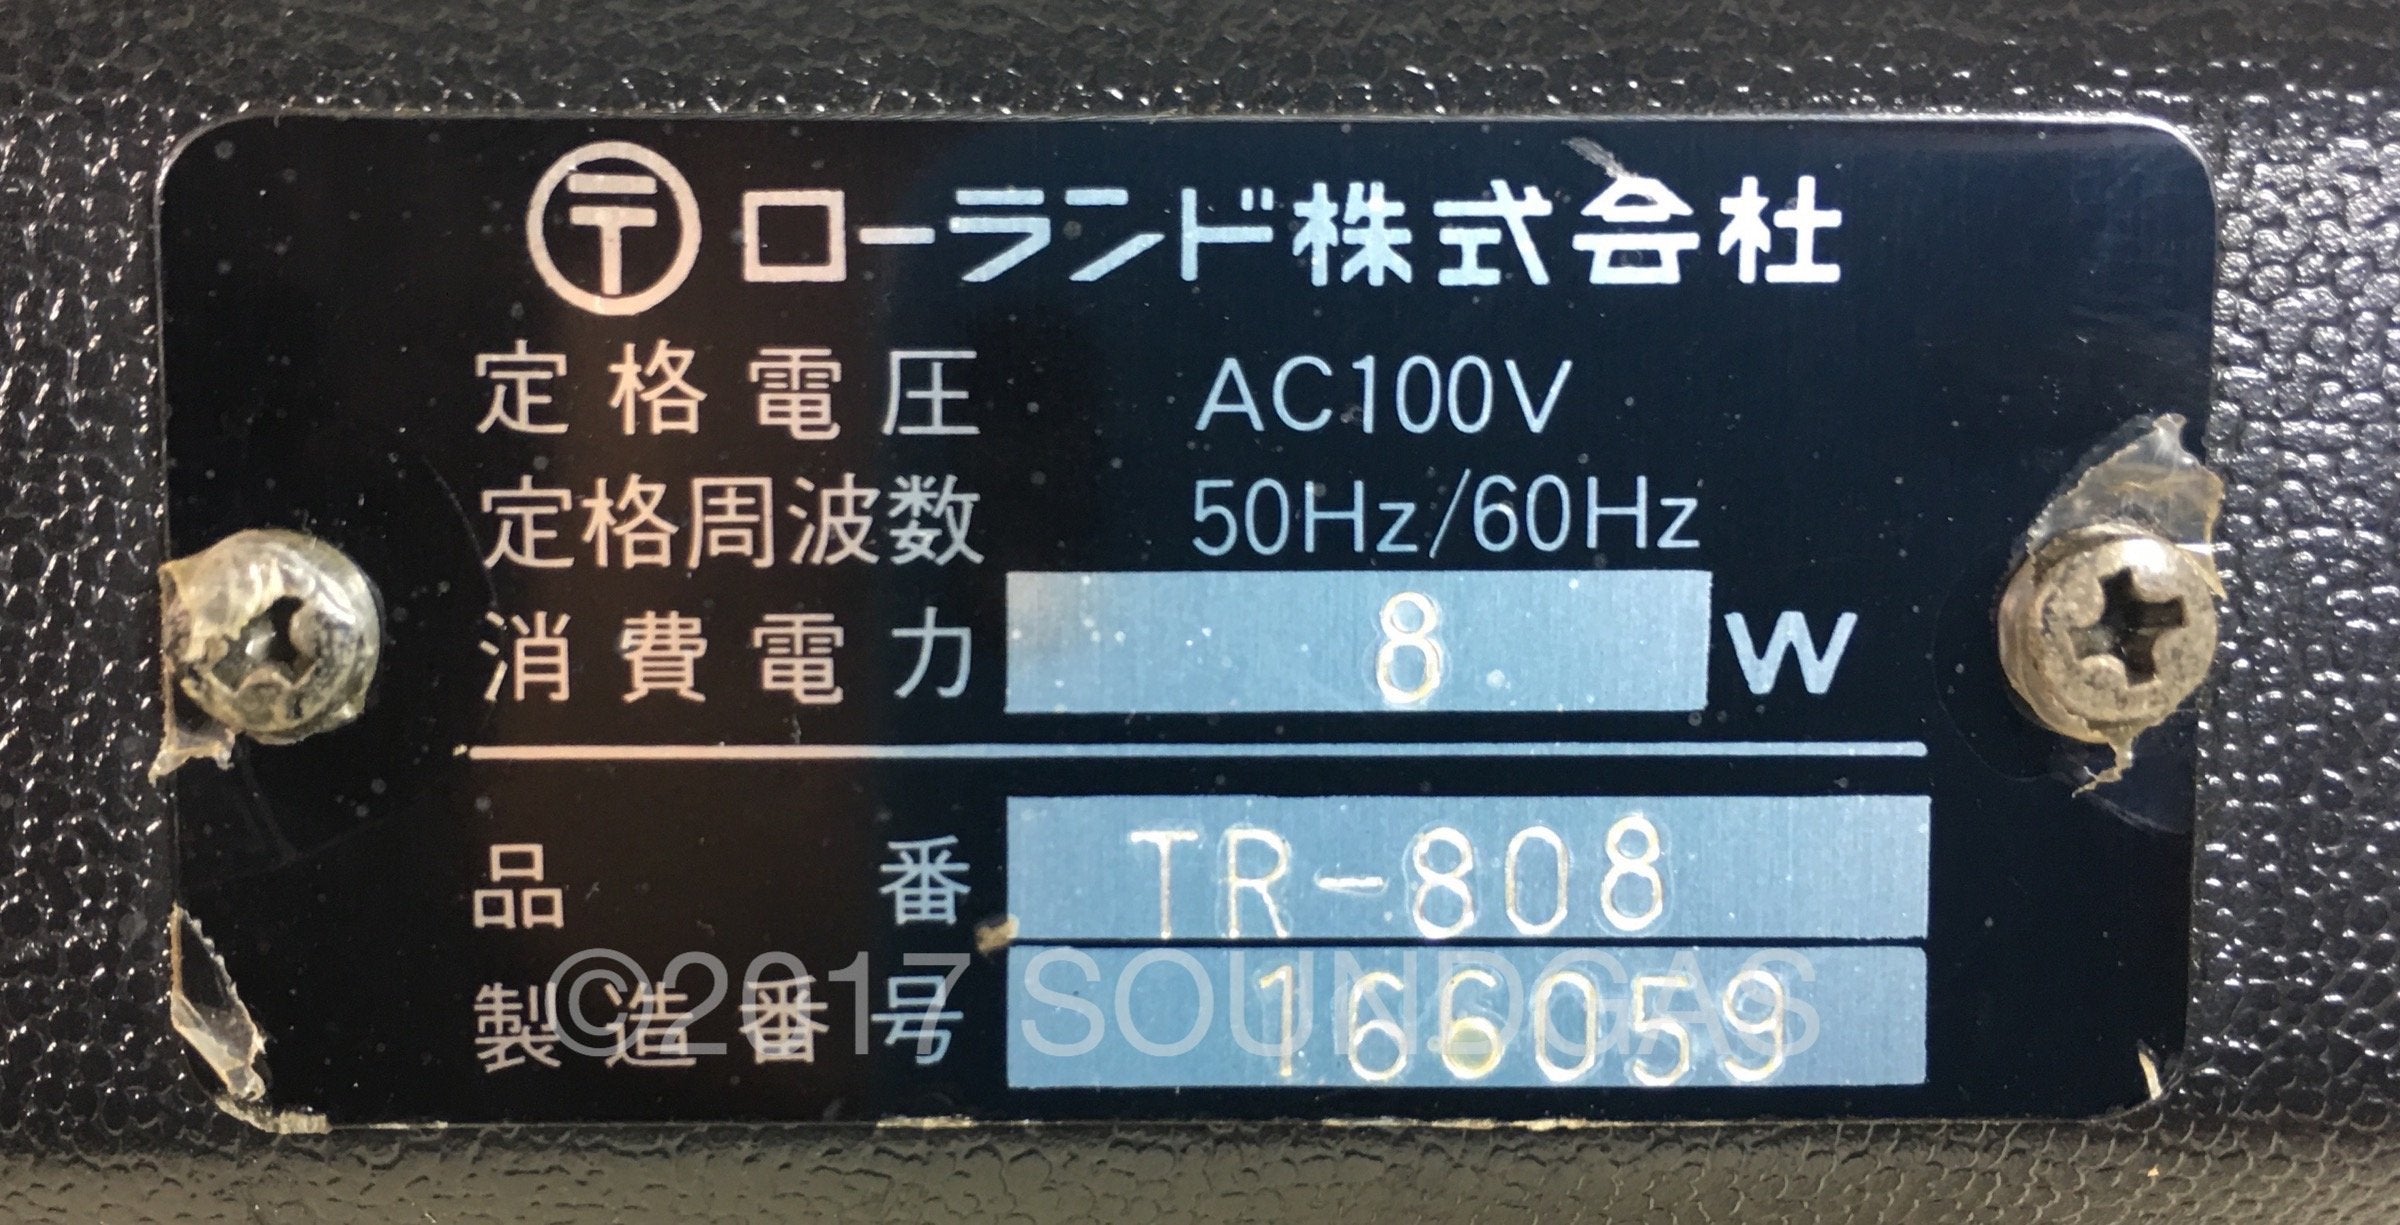 〒 ローランド株式会社
定格電圧 AC100V
定格周波数 50Hz/60Hz
消費電力 8 W
品番 TR-808
製造番号 166059
©2017 SOUNDGAS